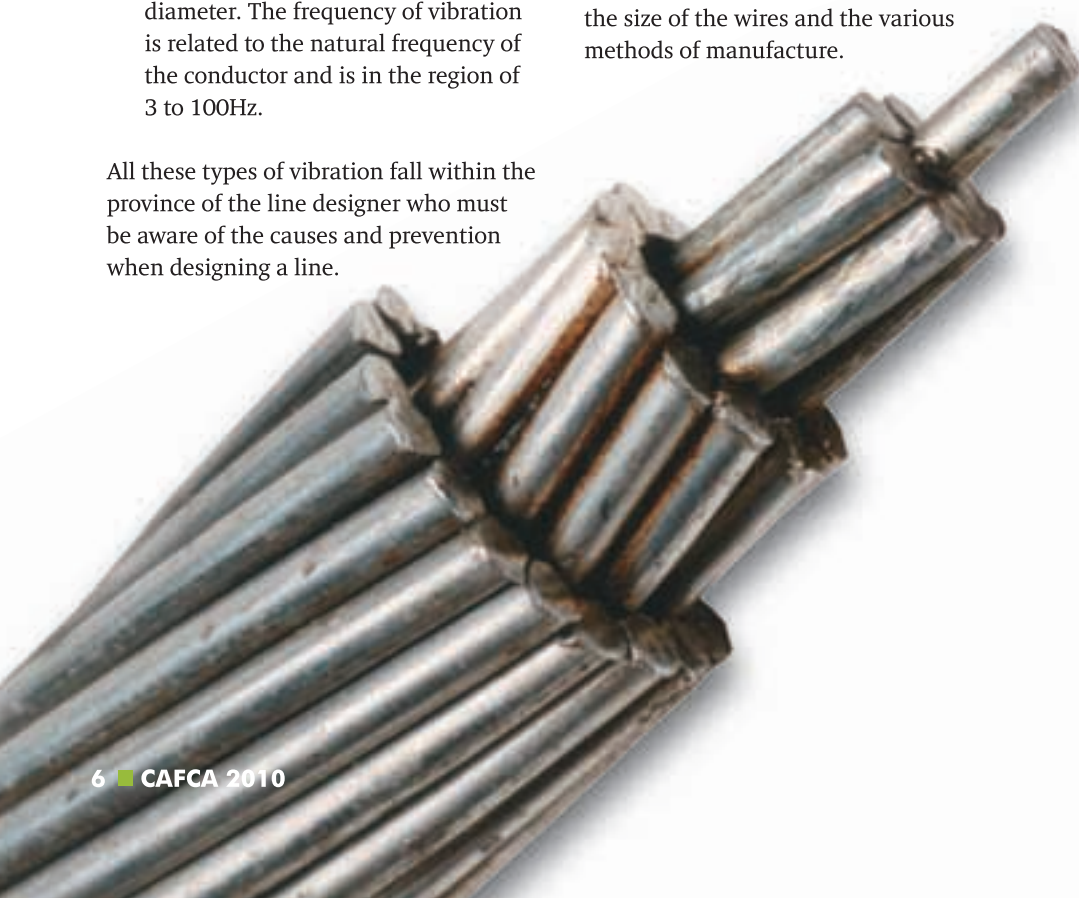 diameter. The frequency of vibration
is related to the natural frequency of
the conductor and is in the region of
3 to 100Hz.
All these types of vibration fall within the
province of the line designer who must
be aware of the causes and prevention
when designing a line.
the size of the wires and the various
methods of manufacture.
6 CAFCA 2010